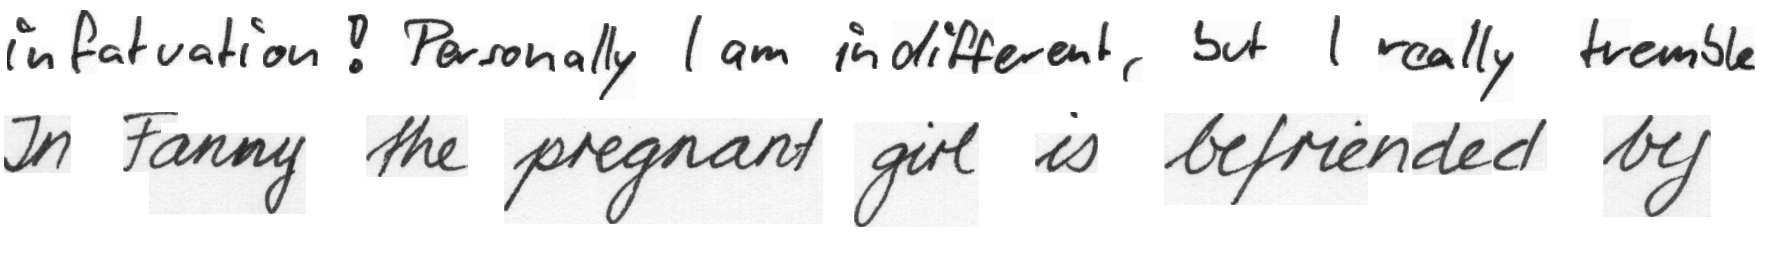 infatuation! Personally I am indifferent, but I really tremble
In Fanny the pregnant girl is befriended by